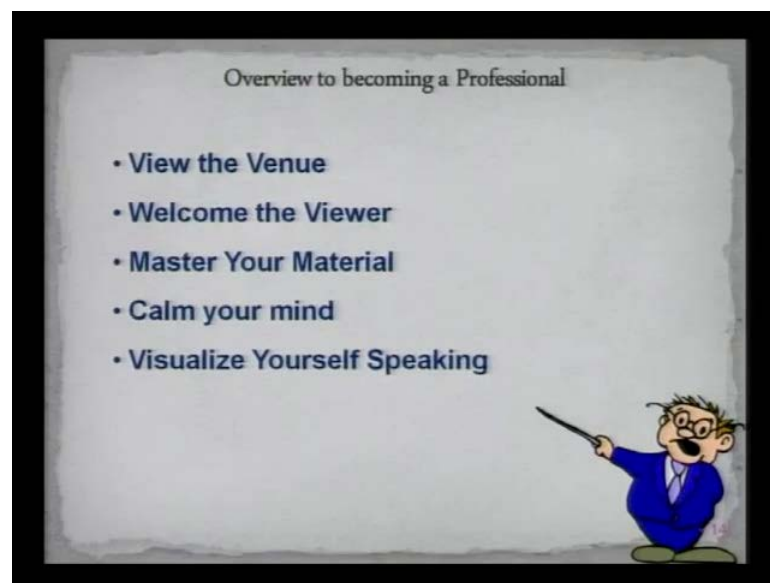 Overview to becoming a Professional
• View the Venue
• Welcome the Viewer
• Master Your Material
• Calm your mind
• Visualize Yourself Speaking
14